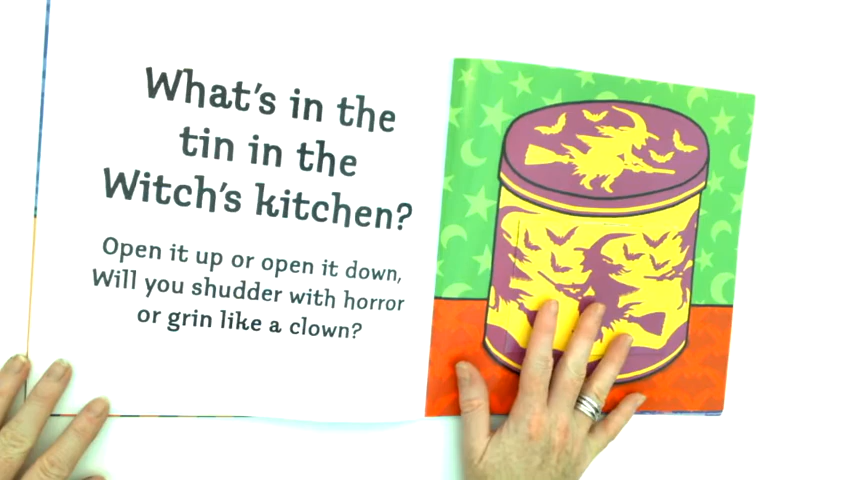 What's in the
tin in the
Witch's kitchen?
Open it up or open it down,
Will you shudder with horror
or grin like a clown?